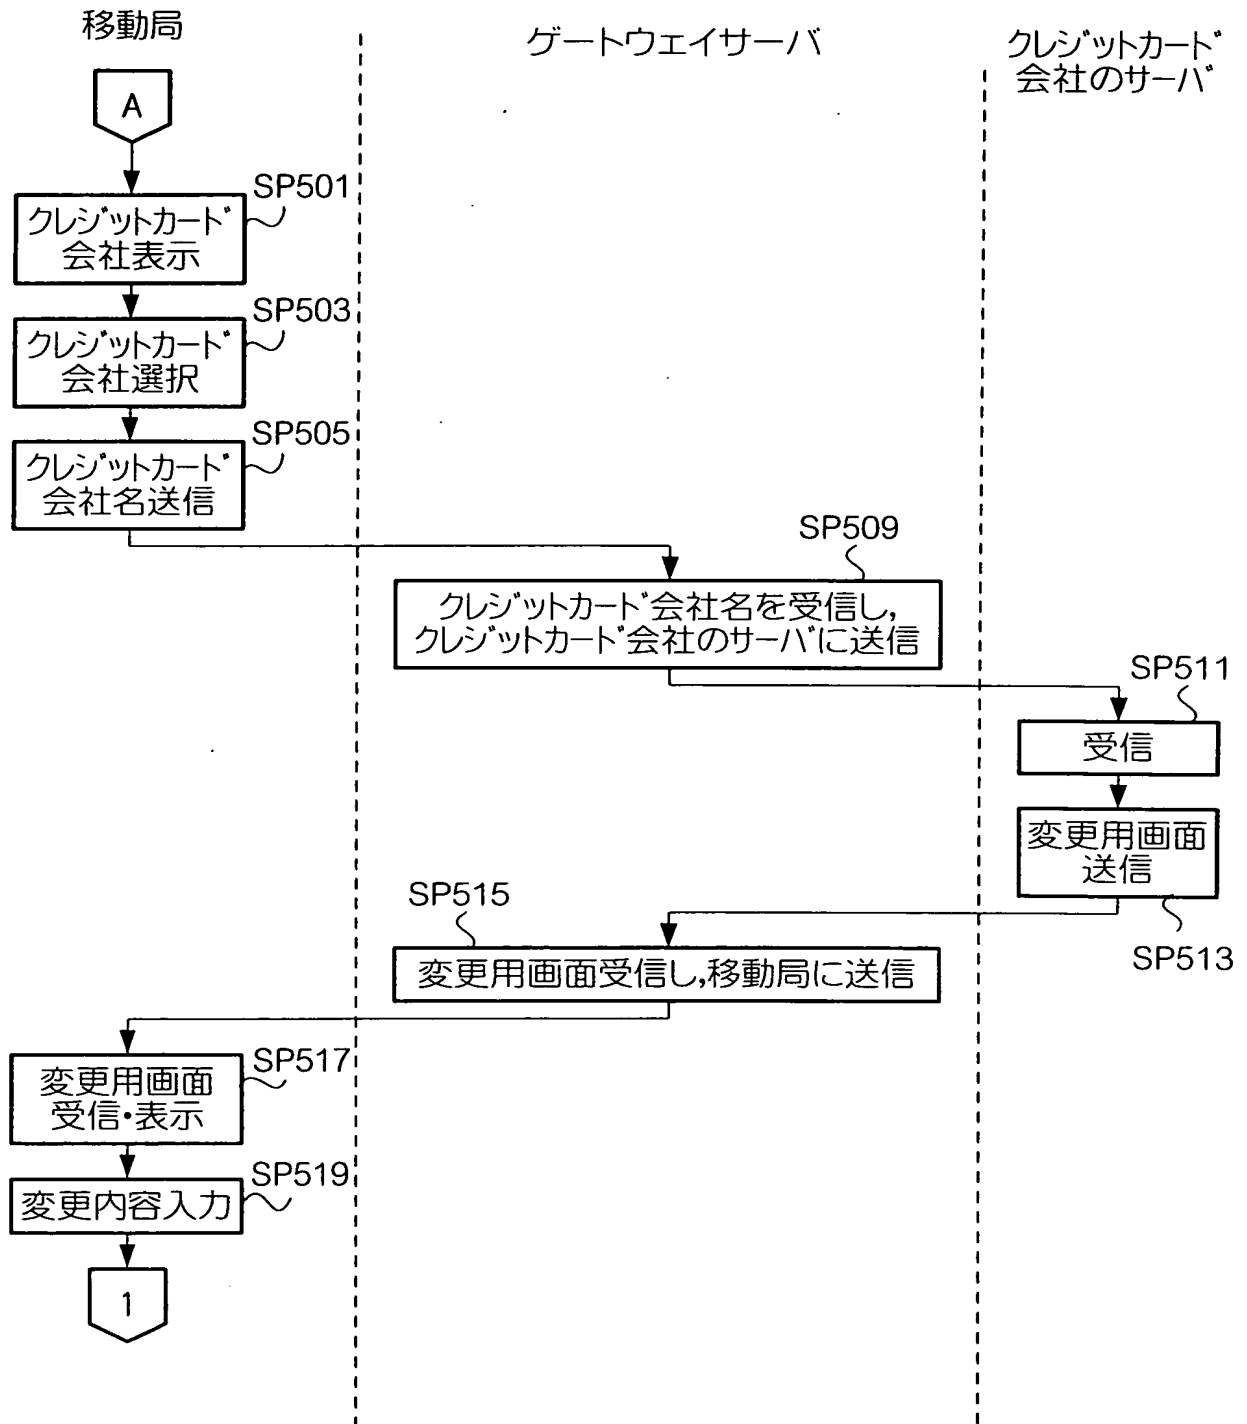 移動局
ゲートウェイサーバ
クレジットカード
会社のサーバ
A
SP501
クレジットカード
会社表示
SP503
クレジットカード
会社選択
SP505
クレジットカード
会社名送信
SP509
クレジットカード会社名を受信し,
クレジットカード会社のサーバに送信
SP511
受信
変更用画面
送信
SP513
SP515
変更用画面受信し,移動局に送信
SP517
変更用画面
受信・表示
SP519
変更内容入力
1